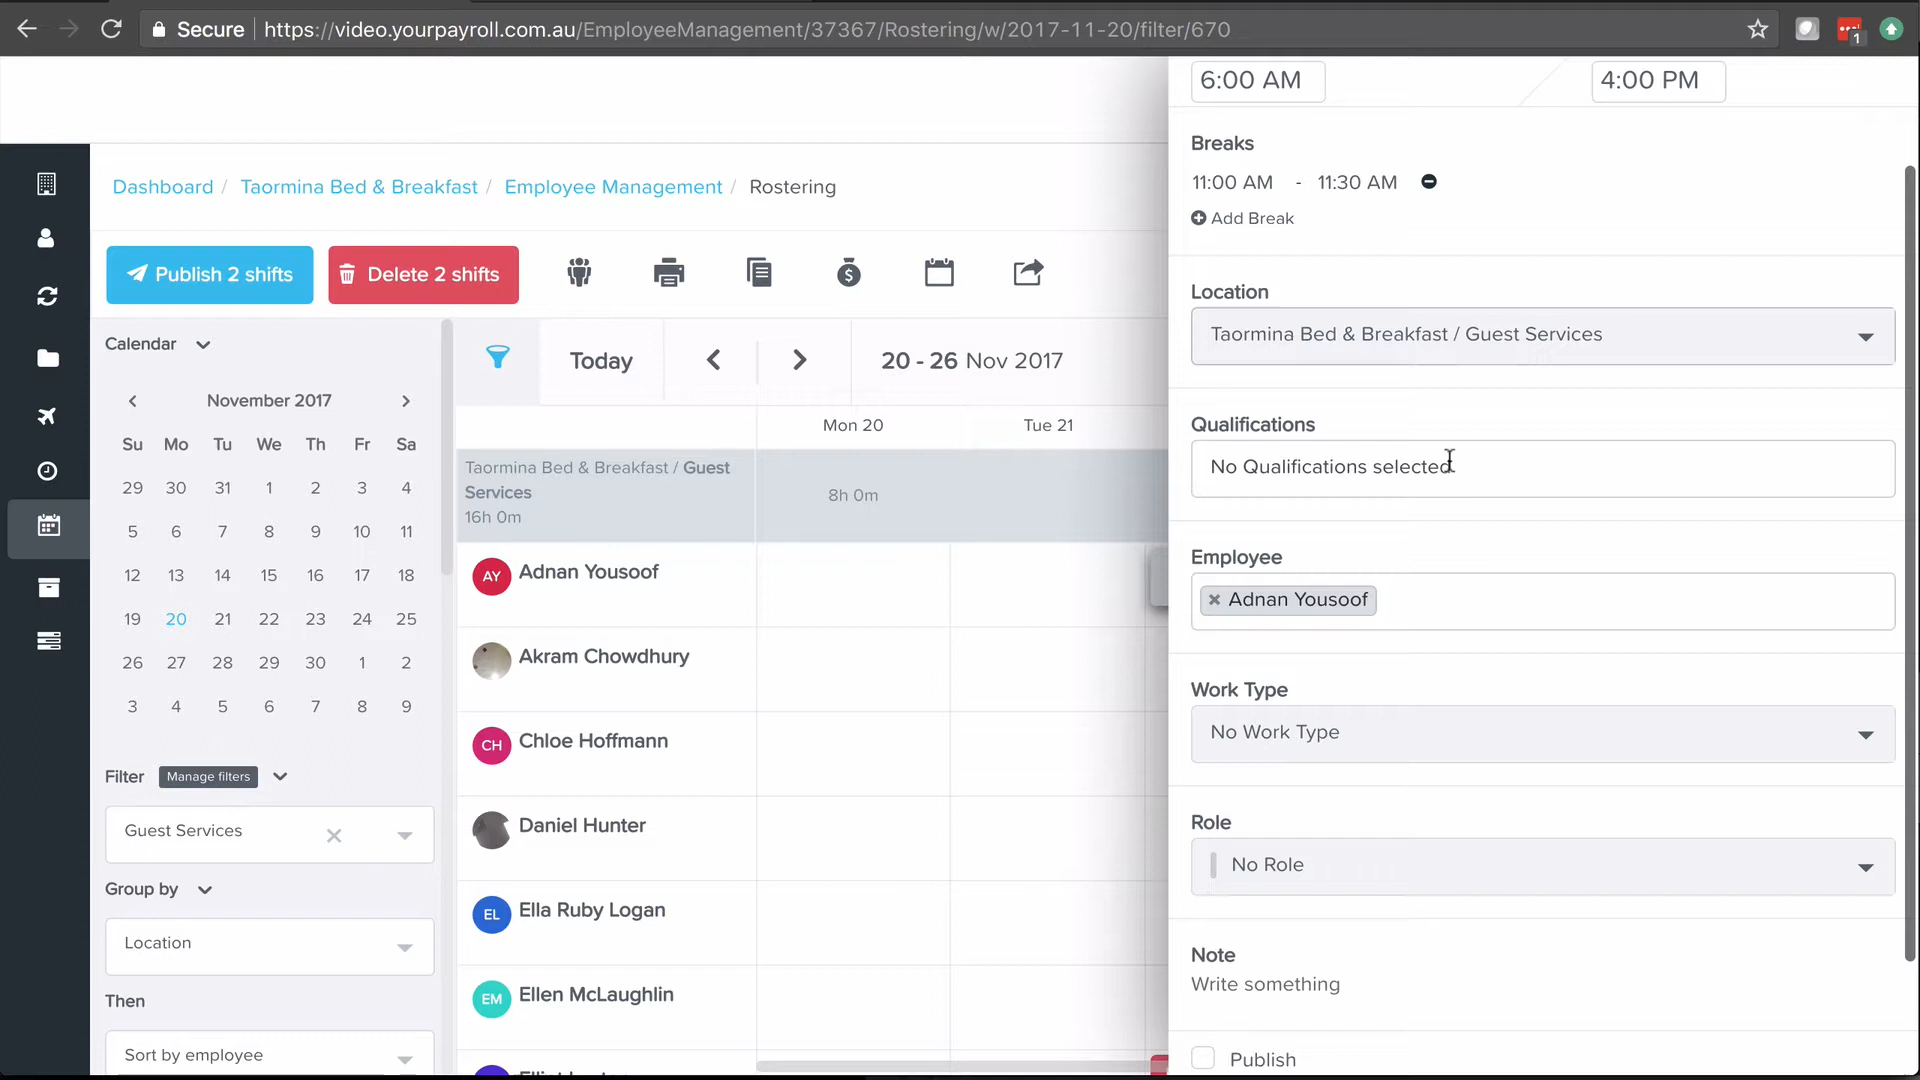 Secure
https://video.yourpayroll.com.au/EmployeeManagement/37367/Rostering/w/2017-11-20/filter/670
1
Dashboard / Taormina Bed & Breakfast / Employee Management / Rostering
Publish 2 shifts
Delete 2 shifts
Calendar
November 2017
Su Mo Tu We Th Fr Sa
29 30 31 1 2 3 4
5 6 7 8 9 10 11
12 13 14 15 16 17 18
19 20 21 22 23 24 25
26 27 28 29 30 1 2
3 4 5 6 7 8 9
Filter Manage filters
Guest Services
Group by
Location
Then
Sort by employee
Today
20 - 26 Nov 2017
Mon 20 Tue 21
Taormina Bed & Breakfast / Guest
Services
16h 0m
8h 0m
AY Adnan Yousoof
Akram Chowdhury
CH Chloe Hoffmann
Daniel Hunter
EL Ella Ruby Logan
EM Ellen McLaughlin
6:00 AM 4:00 PM
Breaks
11:00 AM - 11:30 AM
Add Break
Location
Taormina Bed & Breakfast / Guest Services
Qualifications
No Qualifications selected
Employee
Adnan Yousoof
Work Type
No Work Type
Role
No Role
Note
Write something
Publish